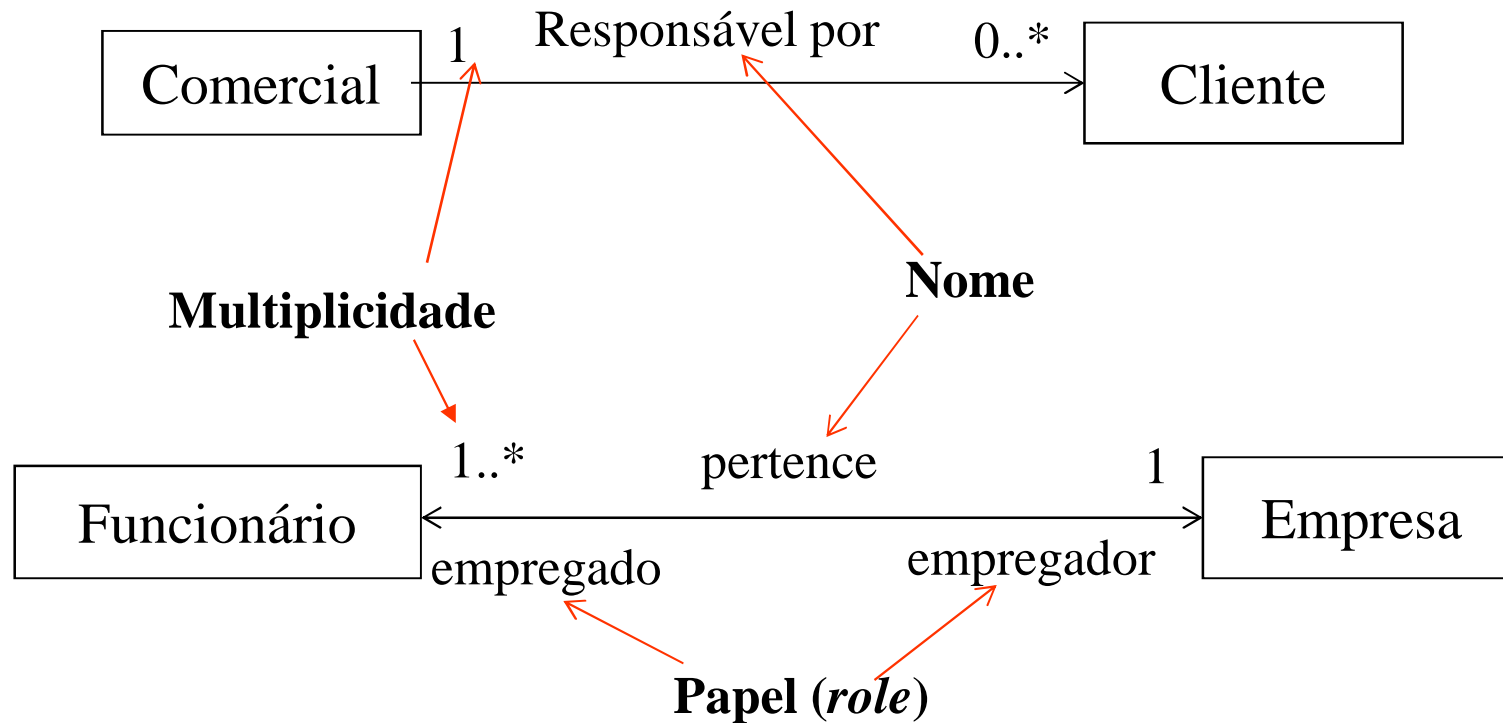 1 Responsável por 0..*
Comercial Cliente
Nome
Multiplicidade
1..* pertence 1
Funcionário Empresa
empregado empregador
Papel (role)